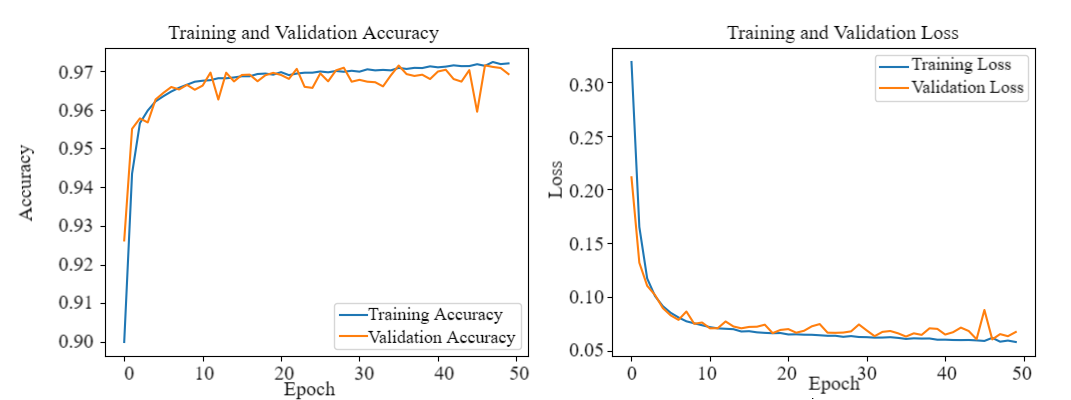 Training and Validation Accuracy
Accuracy
0.97
0.96
0.95
0.94
0.93
0.92
0.91
0.90
Training Accuracy
Validation Accuracy
0 10 20 30 40 50
Epoch
Training and Validation Loss
Loss
0.30
0.25
0.20
0.15
0.10
0.05
Training Loss
Validation Loss
0 10 20 30 40 50
Epoch